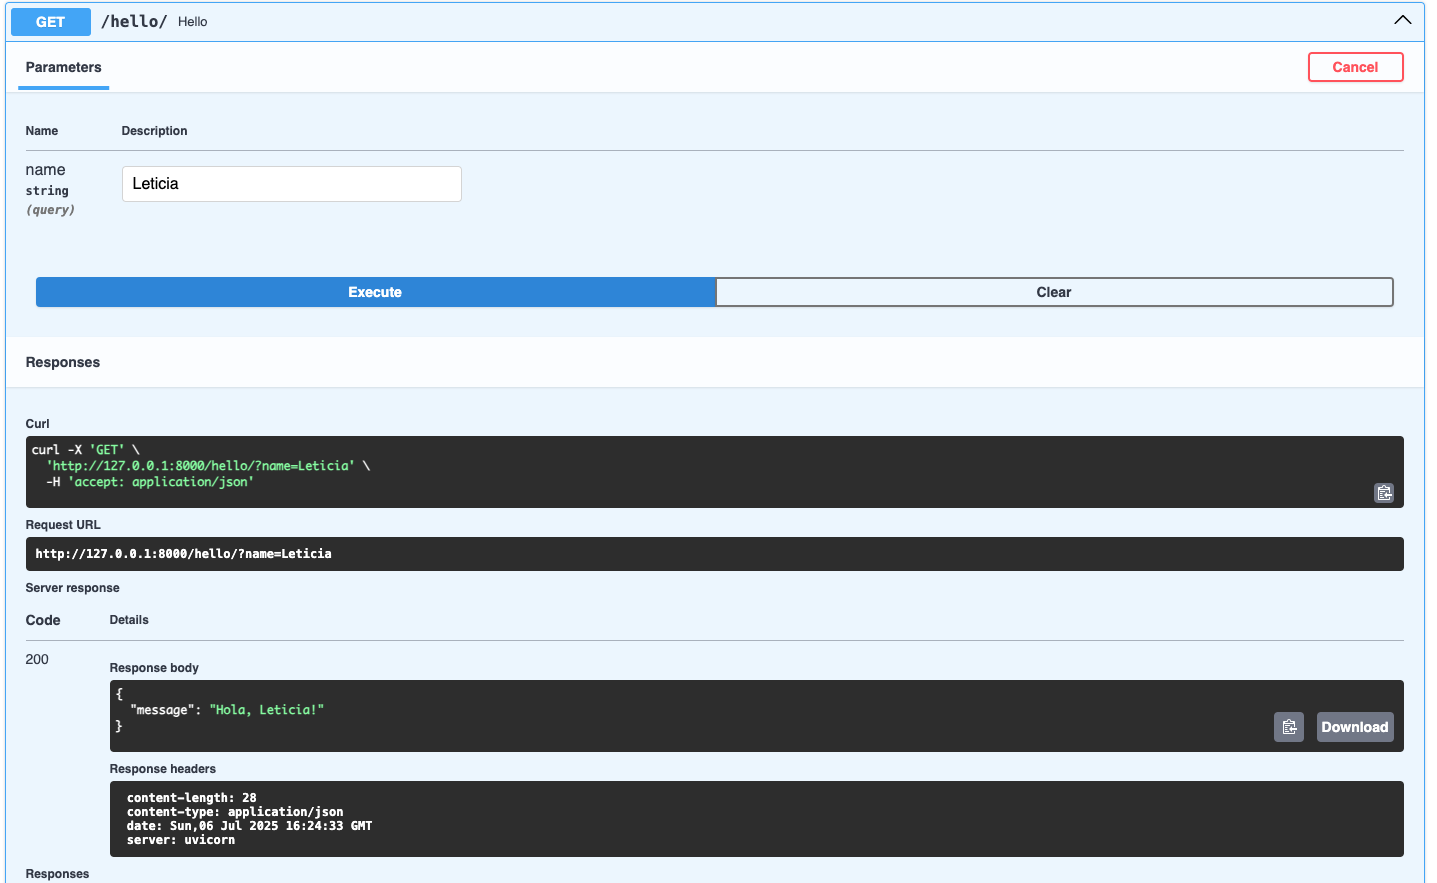 GET /hello/ Hello
Parameters
Cancel
Name Description
name
string
(query)
Leticia
Execute Clear
Responses
Curl
curl -X 'GET' \
  'http://127.0.0.1:8000/hello/?name=Leticia' \
  -H 'accept: application/json'
Request URL
http://127.0.0.1:8000/hello/?name=Leticia
Server response
Code Details
200
Response body
{
  "message": "Hola, Leticia!"
}
Download
Response headers
content-length: 28
content-type: application/json
date: Sun,06 Jul 2025 16:24:33 GMT
server: uvicorn
Responses